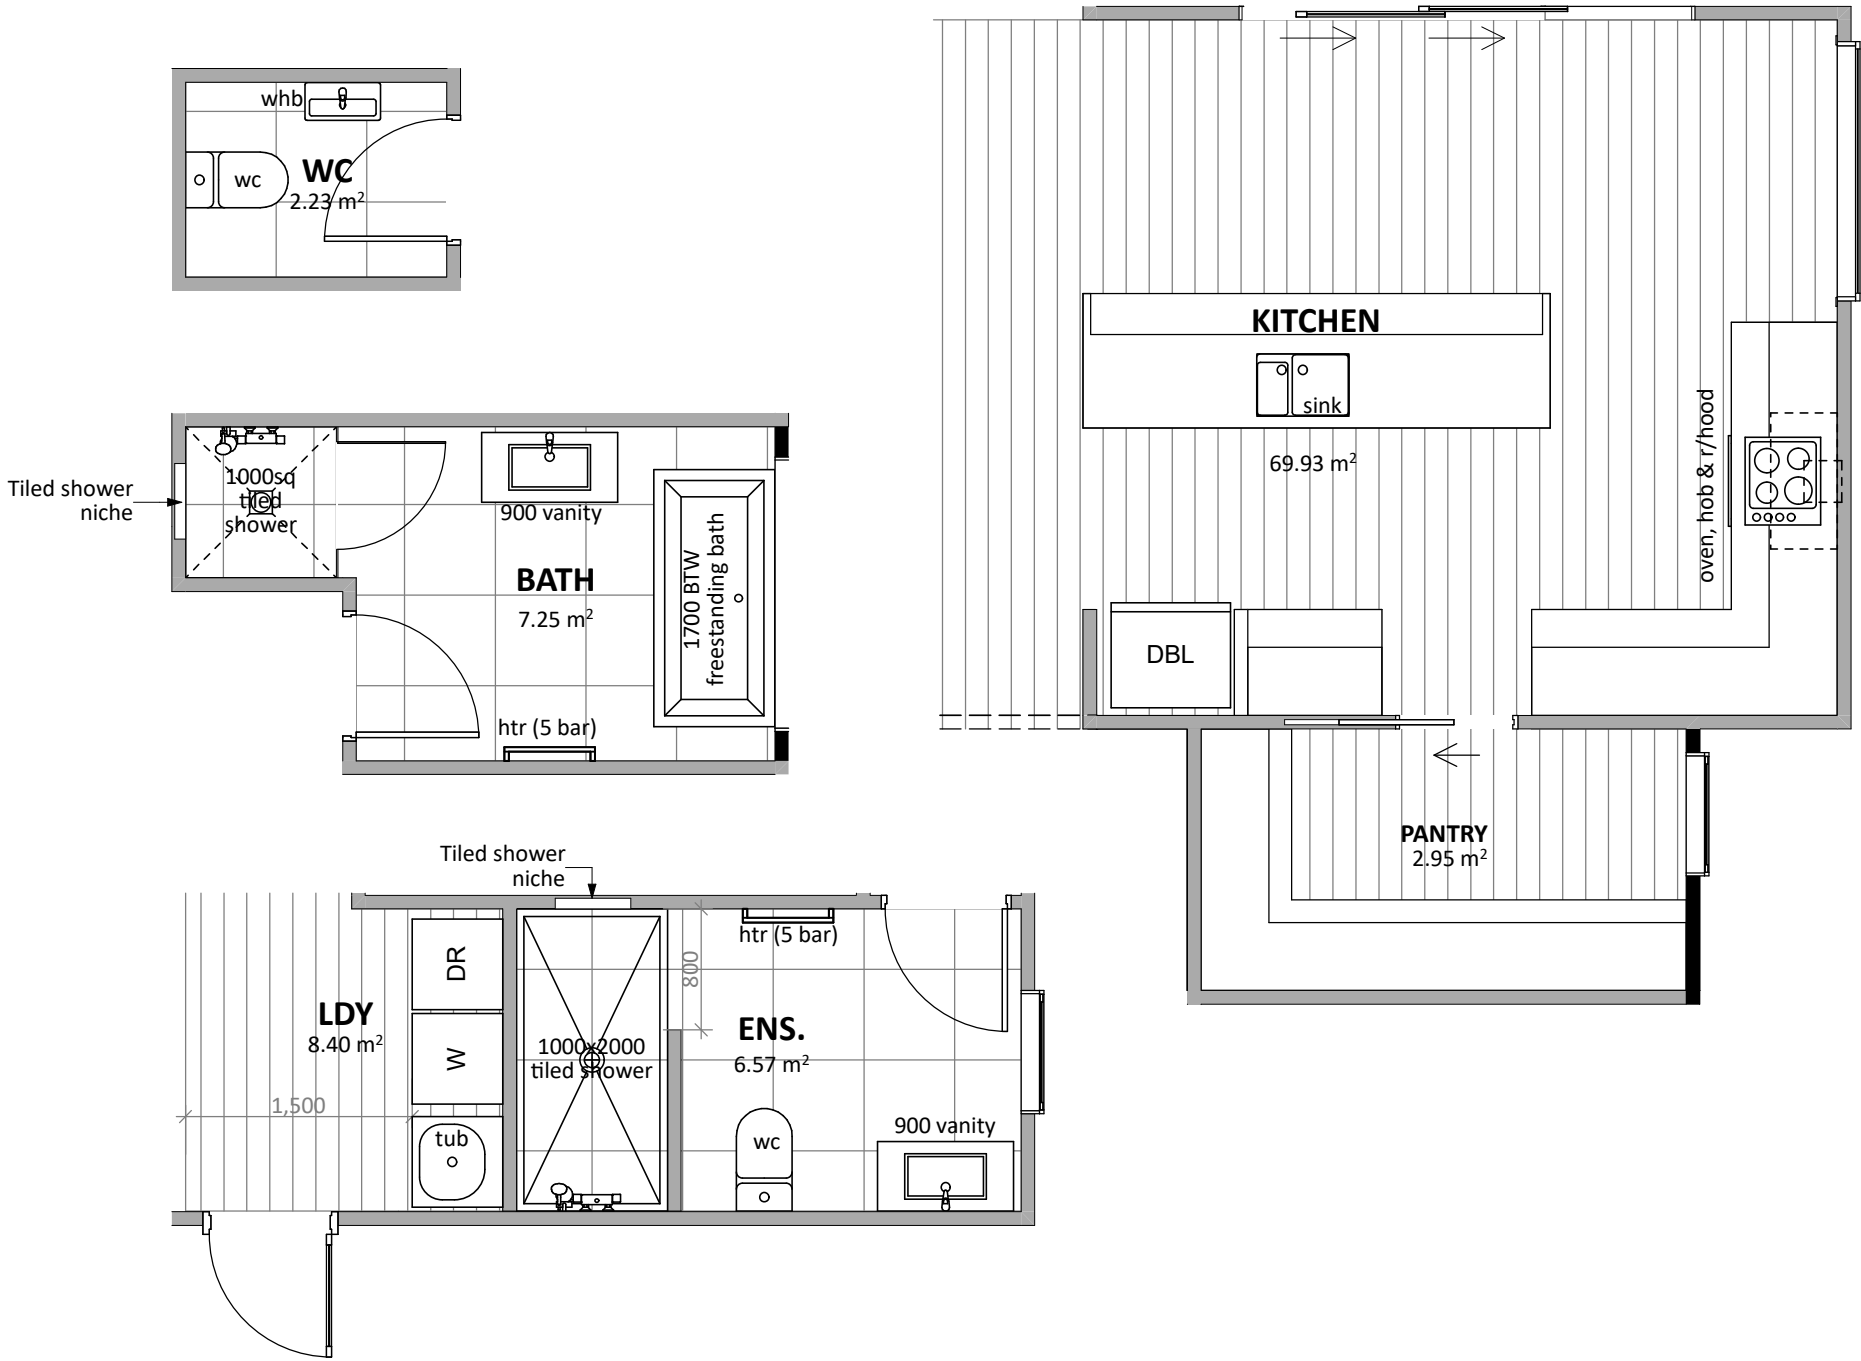 whb
wc
WC
2.23 m²
Tiled shower
niche
1000sq
tiled
shower
900 vanity
BATH
7.25 m²
1700 BTW
freestanding bath
htr (5 bar)
KITCHEN
sink
69.93 m²
oven, hob & r/hood
DBL
PANTRY
2.95 m²
Tiled shower
niche
DR
W
tub
LDY
8.40 m²
1,500
1000x2000
tiled shower
800
htr (5 bar)
ENS.
6.57 m²
wc
900 vanity